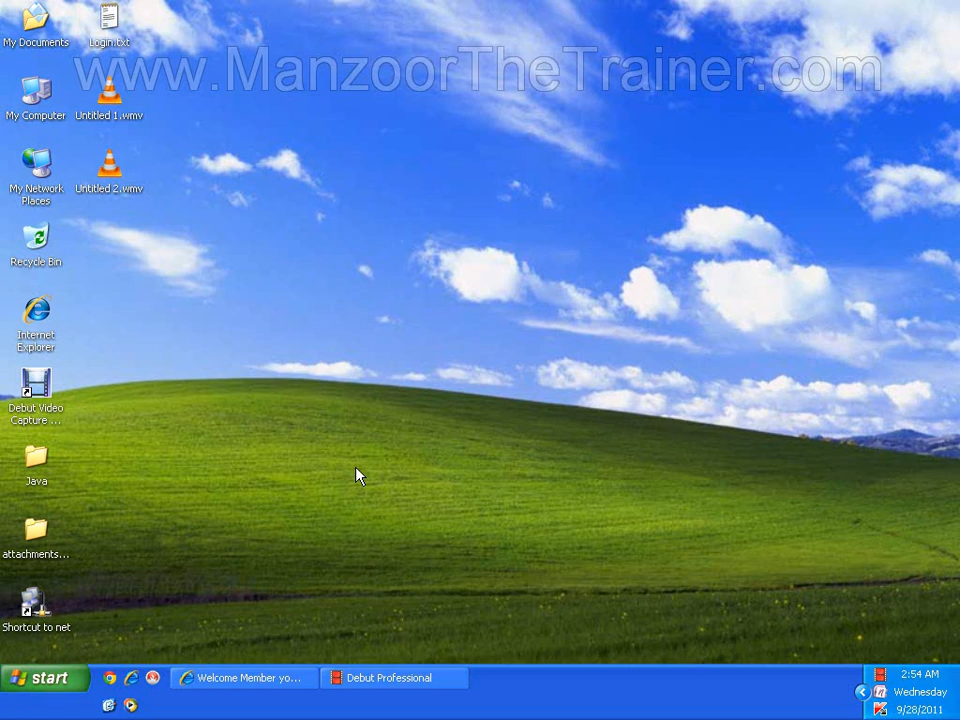 My Documents
Login.txt
www.ManzoorTheTrainer.com
My Computer
Untitled 1.wmv
My Network
Places
Untitled 2.wmv
Recycle Bin
Internet
Explorer
Debut Video
Capture ...
Java
attachments...
Shortcut to net
start
Welcome Member yo...
Debut Professional
2:54 AM
Wednesday
9/28/2011